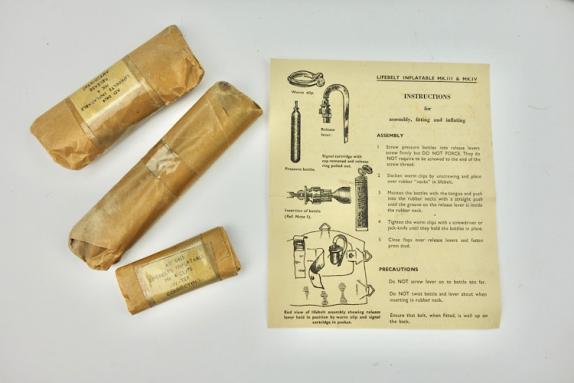 LIFEBELT INFLATABLE MK.III & MK.IV
INSTRUCTIONS
for
assembly, fitting and inflating
ASSEMBLY
1 Screw pressure bottles into release levers
screw firmly but DO NOT FORCE. They do
NOT require to be screwed to the end of the
screw thread.
2 Slacken worm clips by unscrewing and place
over rubber "necks" in lifebelt.
3 Moisten the bottles with the tongue and push
into the rubber necks with a straight push
until the groove on the release lever is inside
the rubber neck.
4 Tighten the worm clips with a screwdriver or
jack-knife until they hold the bottles in place.
5 Close flaps over release levers and fasten
press stud.
PRECAUTIONS
Do NOT screw lever on to bottle too far.
Do NOT twist bottle and lever about when
inserting in rubber neck.
Ensure that belt, when fitted, is well up on
the back.
Worm clip.
Release
lever.
Pressure bottle.
Signal cartridge with
cap removed and release
ring pulled out.
Insertion of bottle
(Ref. Note 3).
Rear view of lifebelt assembly showing release
lever held in position by worm clip and signal
cartridge in pocket.
LIFEBELTS INFLATABLE
LIFEBELTS INFLATABLE